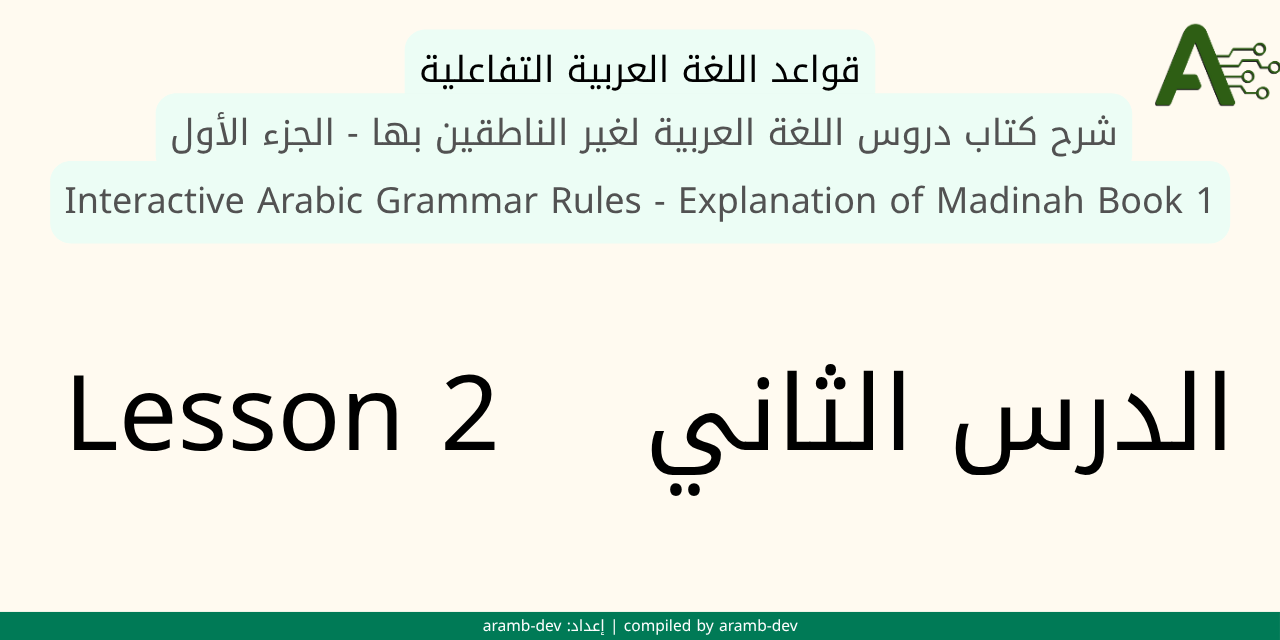 قواعد اللغة العربية التفاعلية
شرح كتاب دروس اللغة العربية لغير الناطقين بها - الجزء الأول
Interactive Arabic Grammar Rules - Explanation of Madinah Book 1
Lesson 2 الدرس الثاني
aramb-dev :إعداد | compiled by aramb-dev